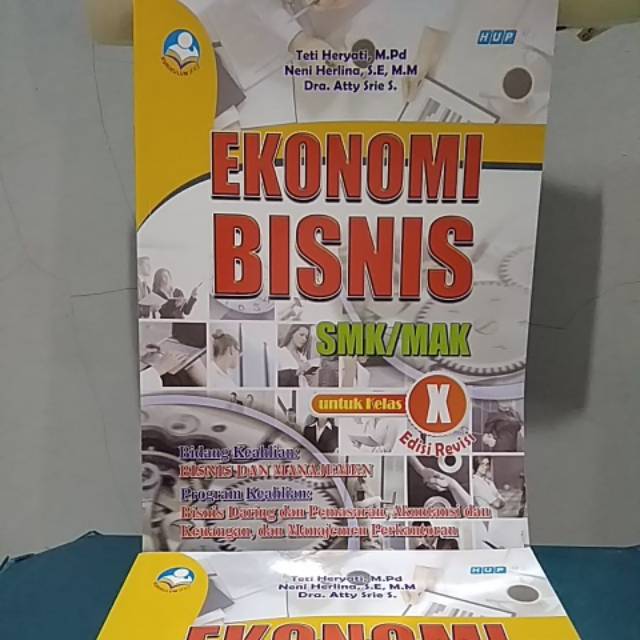 HUP
Teti Heryati, M.Pd
Neni Herlina, S.E, M.M
Dra. Atty Srie S.
EKONOMI
BISNIS
SMK/MAK
untuk Kelas X
Edisi Revisi
Bidang Keahlian:
BISNIS DAN MANAJEMEN
Program Keahlian:
Bisnis Daring dan Pemasaran, Akuntansi dan
Keuangan, dan Manajemen Perkantoran
HUP
Teti Heryati, M.Pd
Neni Herlina, S.E, M.M
Dra. Atty Srie S.
EKONOMI